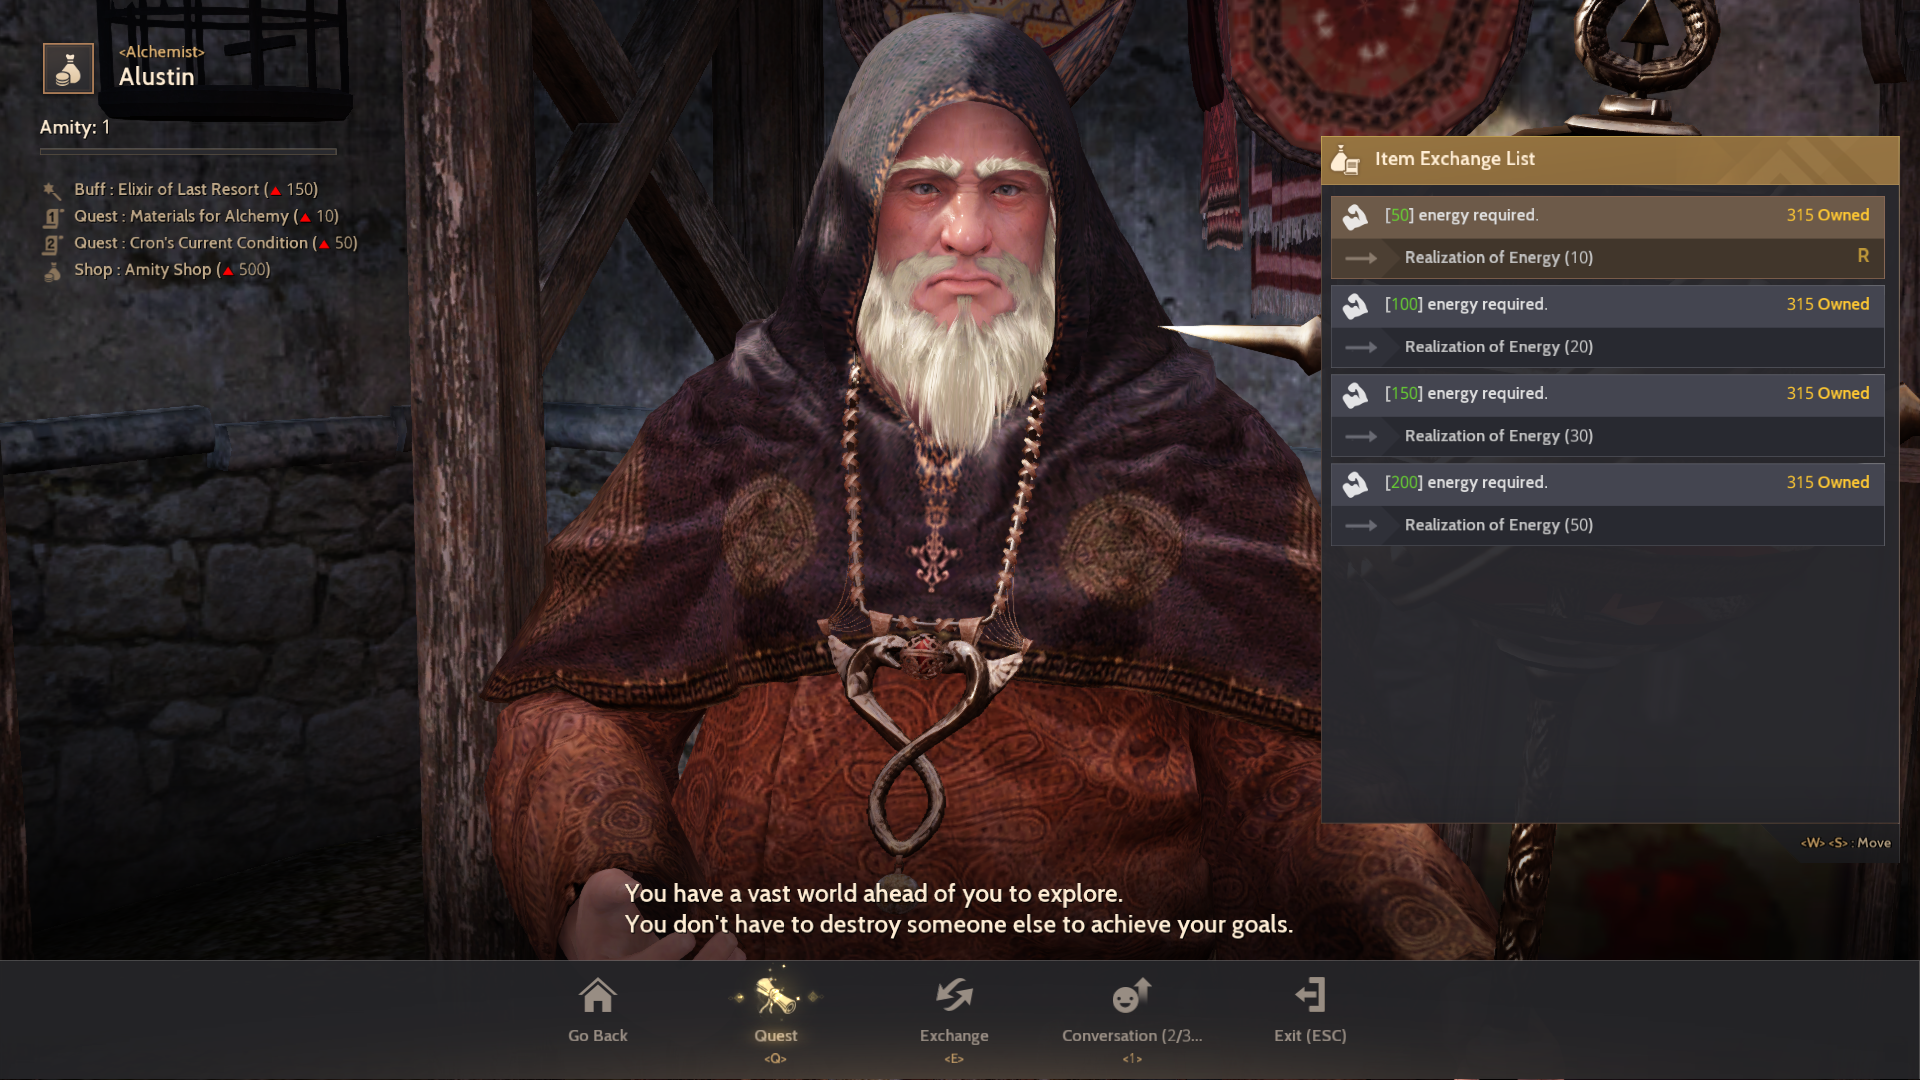 <Alchemist>
Alustin
Amity: 1
Buff : Elixir of Last Resort (▲ 150)
Quest : Materials for Alchemy (▲ 10)
Quest : Cron's Current Condition (▲ 50)
Shop : Amity Shop (▲ 500)
Item Exchange List
[50] energy required. 315 Owned
Realization of Energy (10) R
[100] energy required. 315 Owned
Realization of Energy (20)
[150] energy required. 315 Owned
Realization of Energy (30)
[200] energy required. 315 Owned
Realization of Energy (50)
<W> <S> : Move
You have a vast world ahead of you to explore.
You don't have to destroy someone else to achieve your goals.
Go Back
Quest
<Q>
Exchange
<E>
Conversation (2/3...
<1>
Exit (ESC)